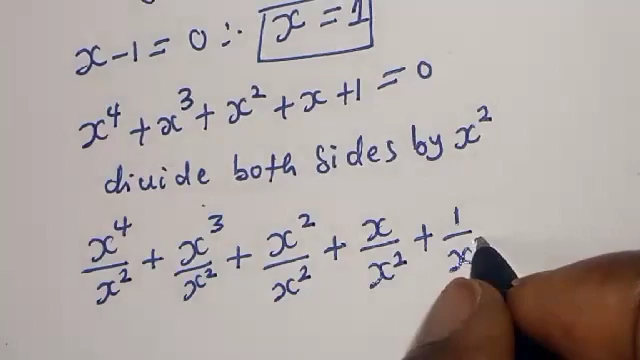 x-1=0 ∴ x=1
x⁴+x³+x²+x+1=0
divide both sides by x²
x⁴/x² + x³/x² + x²/x² + x/x² + 1/x